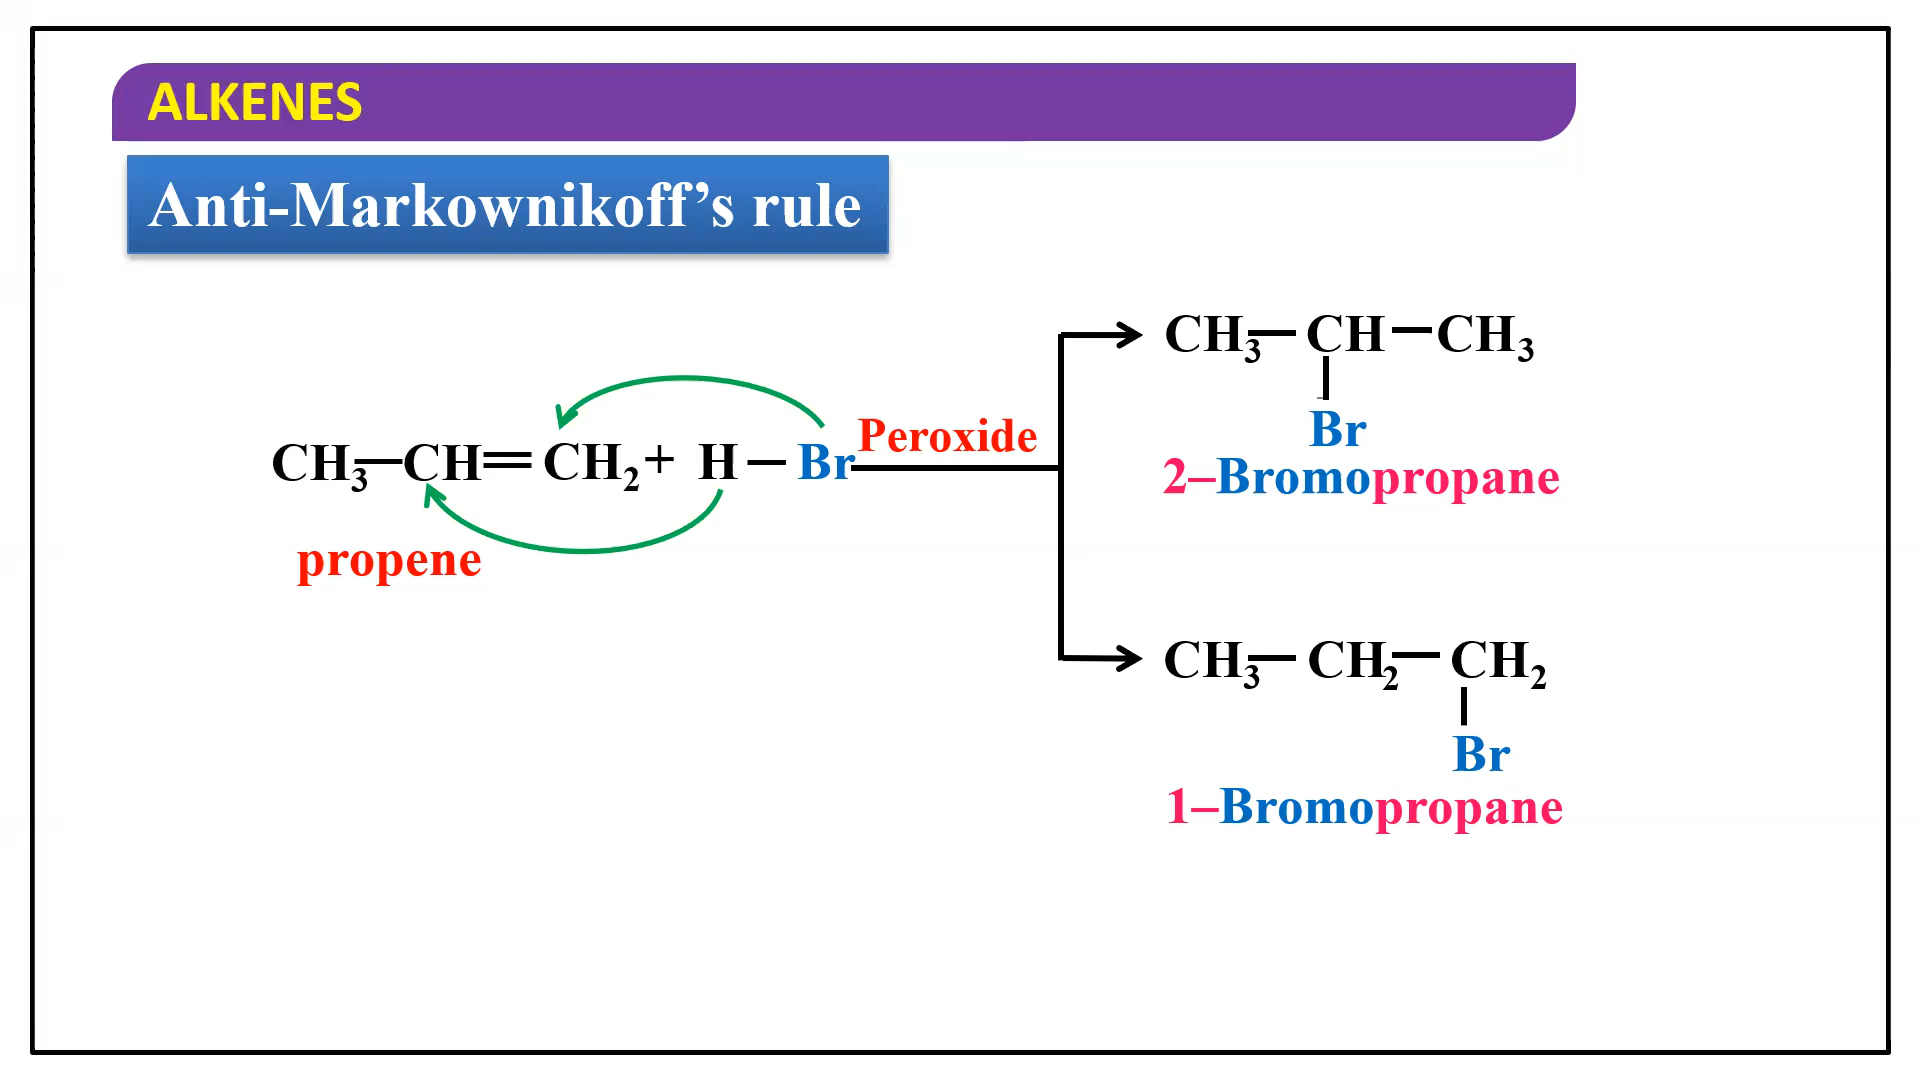 ALKENES
Anti-Markownikoff’s rule
CH₃—CH—CH₃
Br
2–Bromopropane
CH₃—CH=CH₂ + H—Br Peroxide
propene
CH₃—CH₂—CH₂
Br
1–Bromopropane